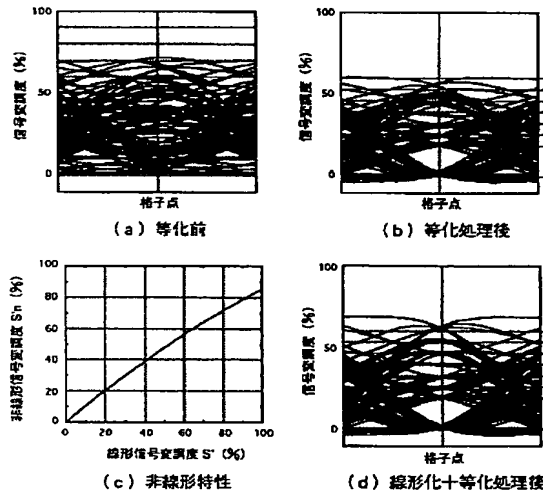 100
50
0
信号変調度 (%)
格子点
(a) 等化前
100
50
0
信号変調度 (%)
格子点
(b) 等化処理後
100
80
60
40
20
0
0 20 40 60 80 100
非線形信号変調度 S'n (%)
線形信号変調度 S' (%)
(c) 非線形特性
100
50
0
信号変調度 (%)
格子点
(d) 線形化十等化処理後